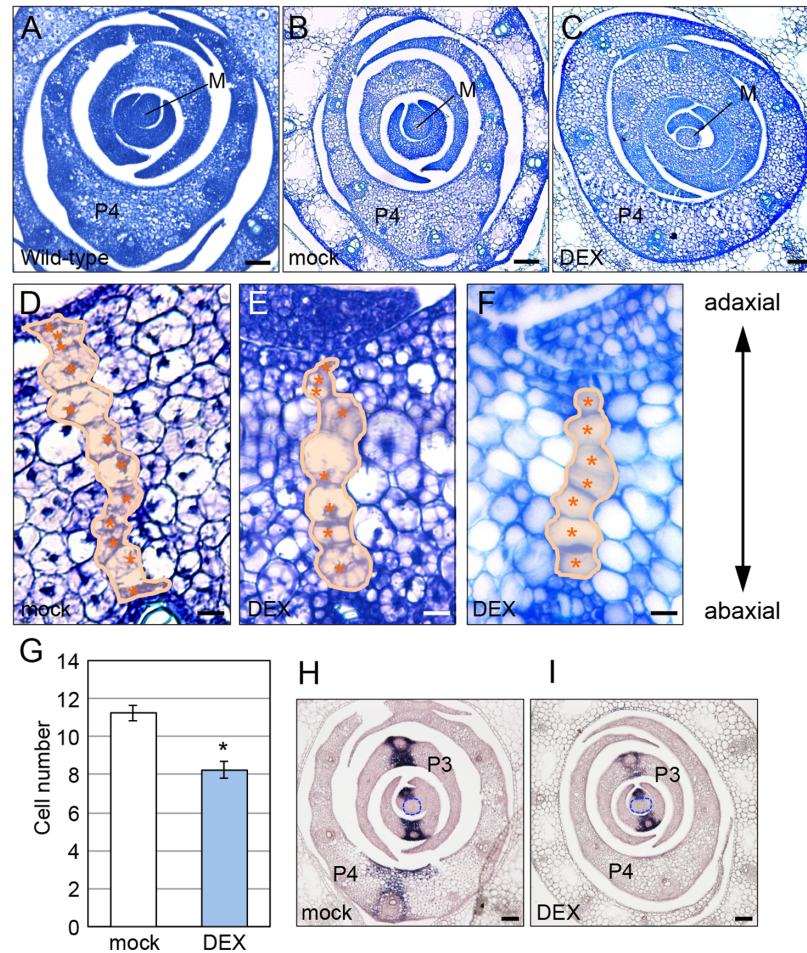 A
M
P4
Wild-type
B
M
P4
mock
C
M
P4
DEX
D
mock
E
DEX
F
DEX
adaxial
abaxial
G
Cell number
14
12
10
8
6
4
2
0
*
mock
DEX
H
P3
P4
mock
I
P3
P4
DEX